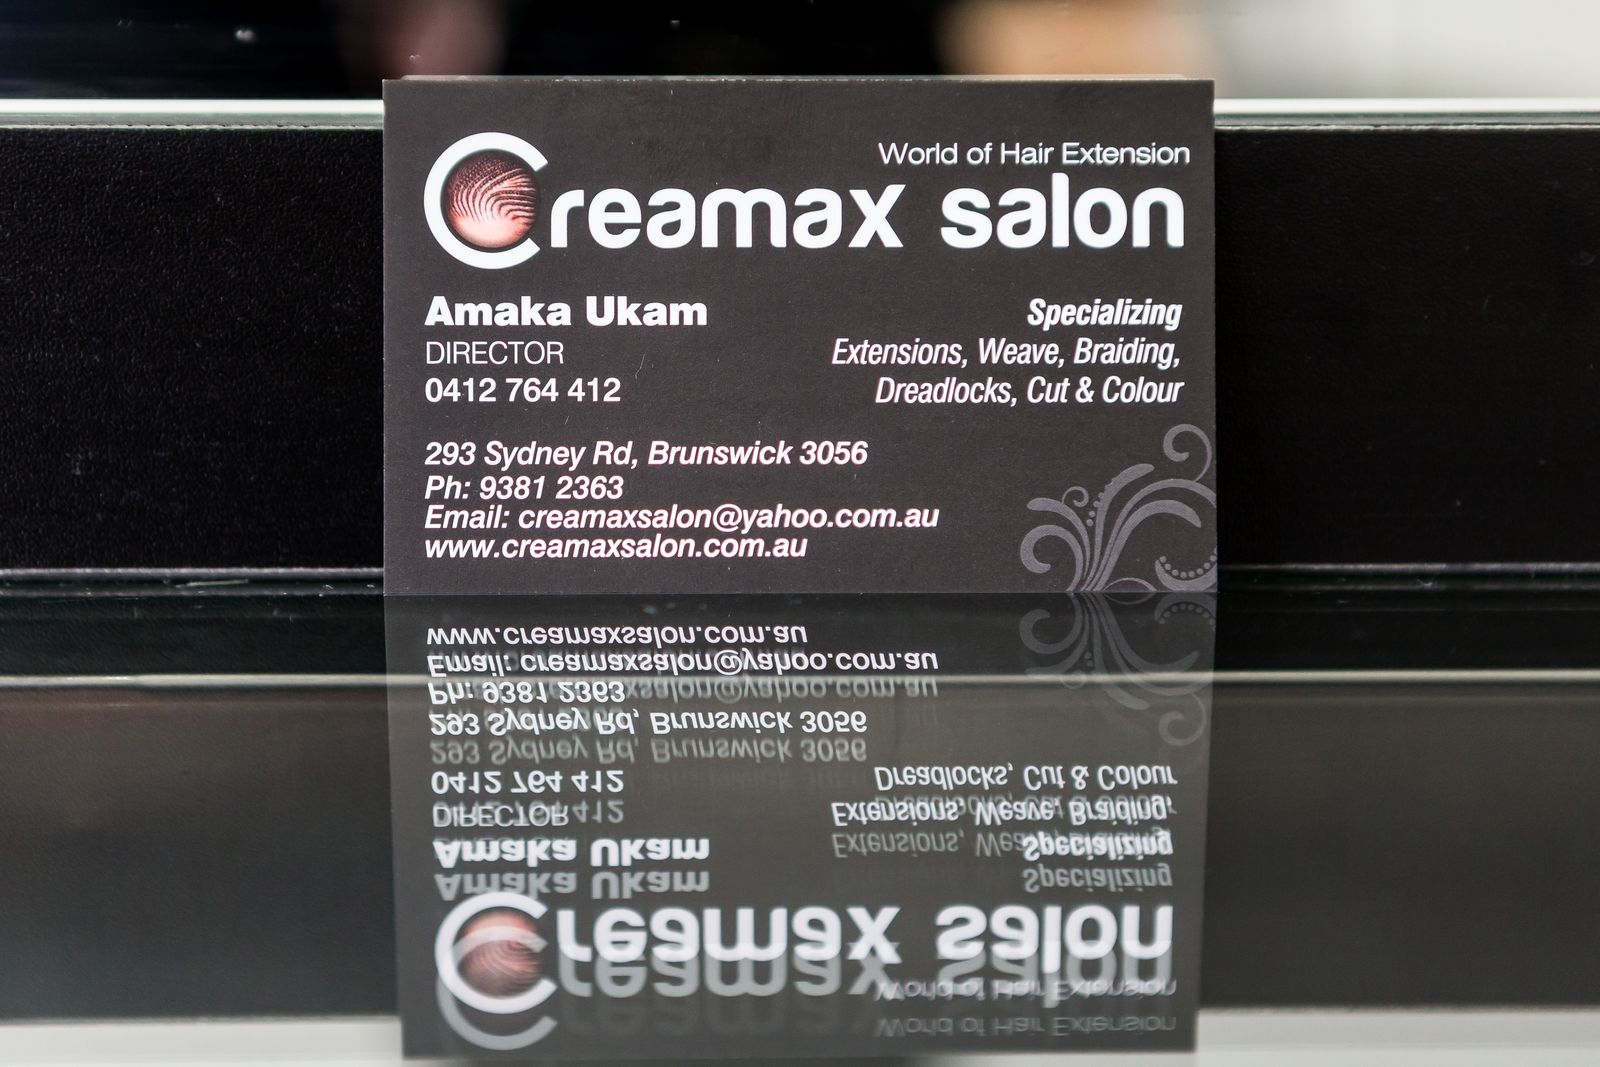 World of Hair Extension
Creamax salon
Amaka Ukam
DIRECTOR
0412 764 412
Specializing
Extensions, Weave, Braiding,
Dreadlocks, Cut & Colour
293 Sydney Rd, Brunswick 3056
Ph: 9381 2363
Email: creamaxsalon@yahoo.com.au
www.creamaxsalon.com.au